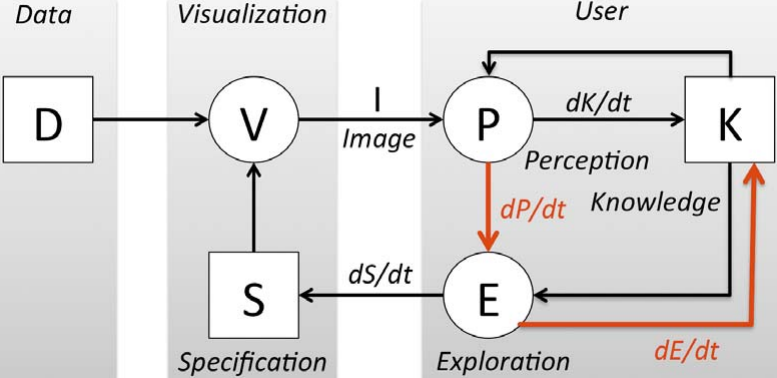 Data
Visualization
User
D
V
I
Image
P
dK/dt
K
Perception
dP/dt
Knowledge
S
dS/dt
E
Specification
Exploration
dE/dt